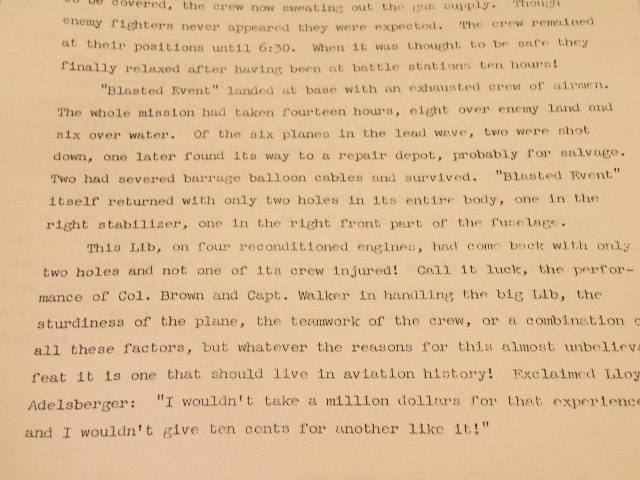 to be covered, the crew now sweating out the gas supply. Though
enemy fighters never appeared they were expected. The crew remained
at their positions until 6:30. When it was thought to be safe they
finally relaxed after having been at battle stations ten hours!
"Blasted Event" landed at base with an exhausted crew of airmen.
The whole mission had taken fourteen hours, eight over enemy land and
six over water. Of the six planes in the lead wave, two were shot
down, one later found its way to a repair depot, probably for salvage.
Two had severed barrage balloon cables and survived. "Blasted Event"
itself returned with only two holes in its entire body, one in the
right stabilizer, one in the right front part of the fuselage.
This Lib, on four reconditioned engines, had come back with only
two holes and not one of its crew injured! Call it luck, the perfor-
mance of Col. Brown and Capt. Walker in handling the big Lib, the
sturdiness of the plane, the teamwork of the crew, or a combination o
all these factors, but whatever the reasons for this almost unbelieva
feat it is one that should live in aviation history! Exclaimed Lloy
Adelsberger: "I wouldn't take a million dollars for that experience
and I wouldn't give ten cents for another like it!"